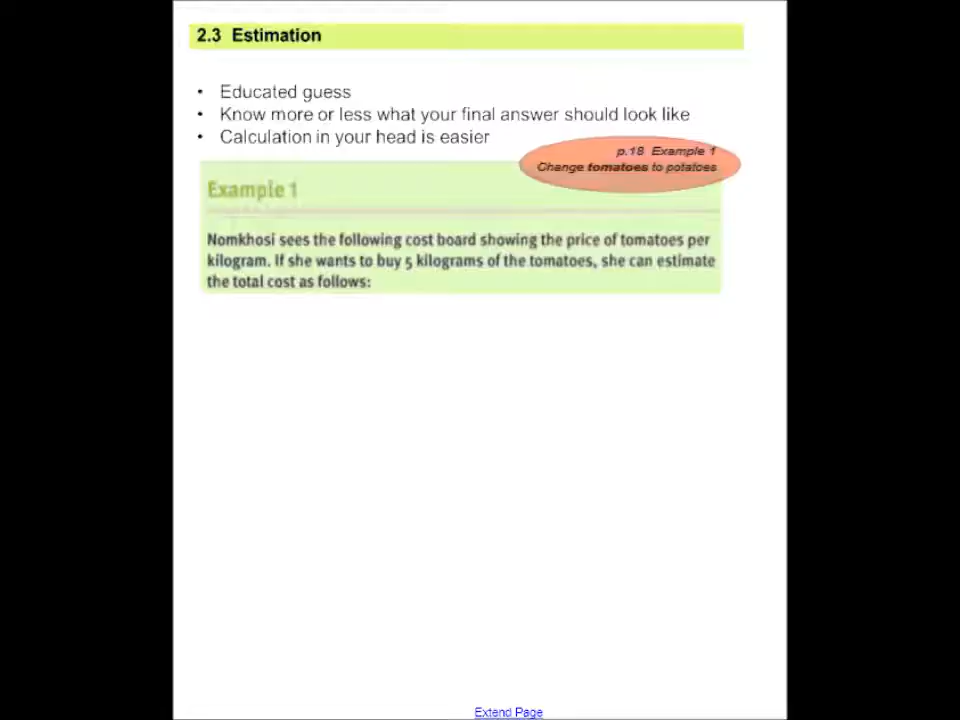 2.3 Estimation
• Educated guess
• Know more or less what your final answer should look like
• Calculation in your head is easier
p.18 Example 1
Change tomatoes to potatoes
Example 1
Nomkhosi sees the following cost board showing the price of tomatoes per
kilogram. If she wants to buy 5 kilograms of the tomatoes, she can estimate
the total cost as follows:
Extend Page